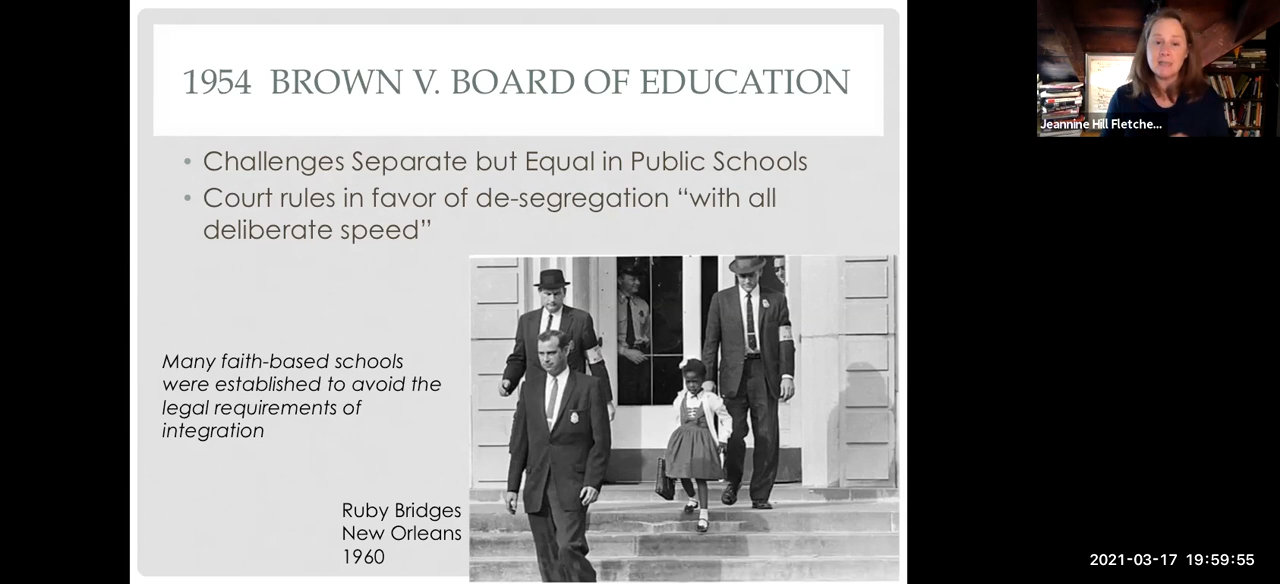 1954 BROWN V. BOARD OF EDUCATION
• Challenges Separate but Equal in Public Schools
• Court rules in favor of de-segregation “with all
deliberate speed”
Many faith-based schools
were established to avoid the
legal requirements of
integration
Ruby Bridges
New Orleans
1960
Jeannine Hill Fletche...
2021-03-17 19:59:55